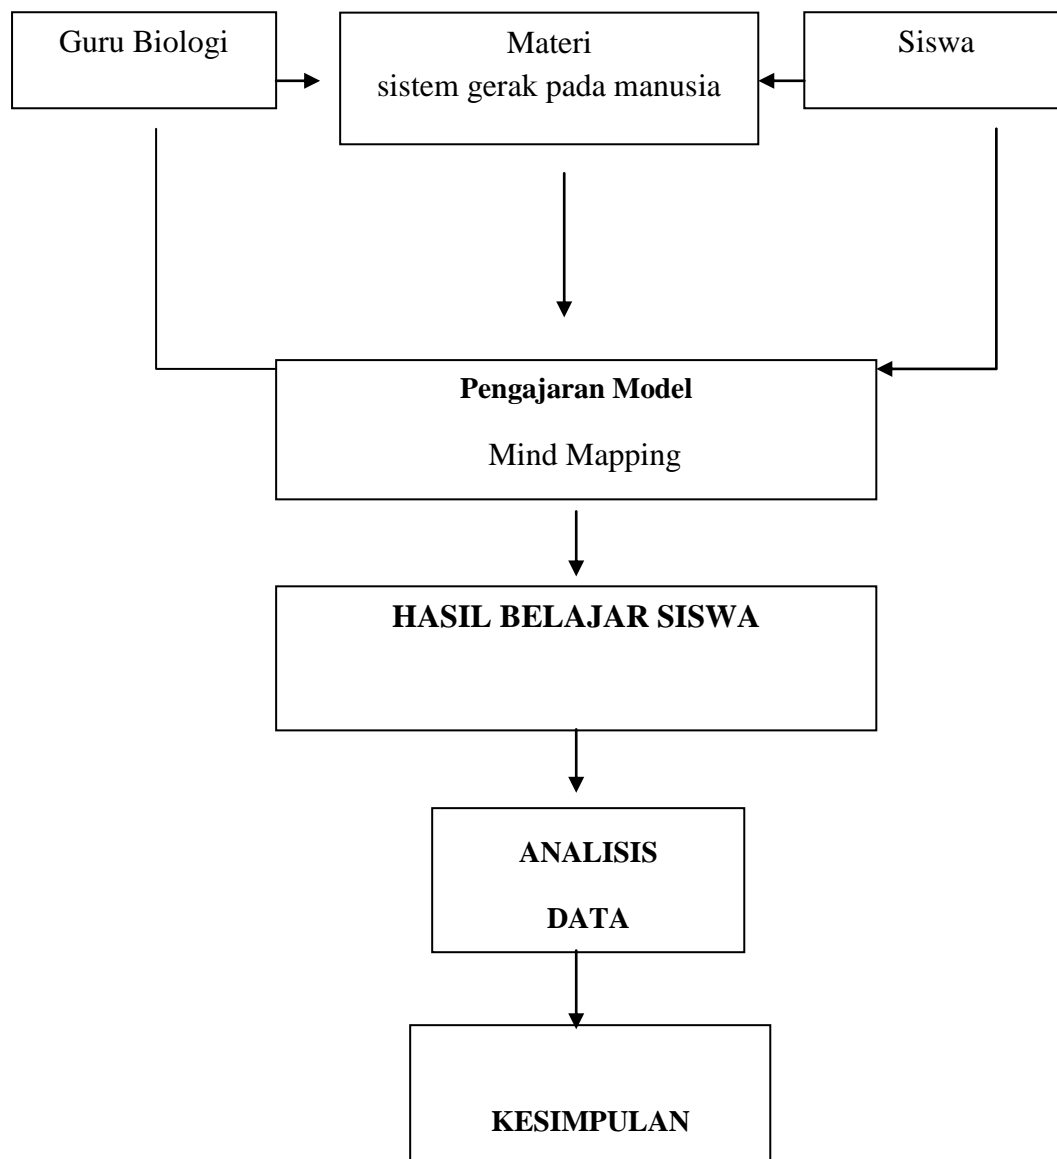 Guru Biologi
Materi
sistem gerak pada manusia
Siswa
Pengajaran Model
Mind Mapping
HASIL BELAJAR SISWA
ANALISIS
DATA
KESIMPULAN